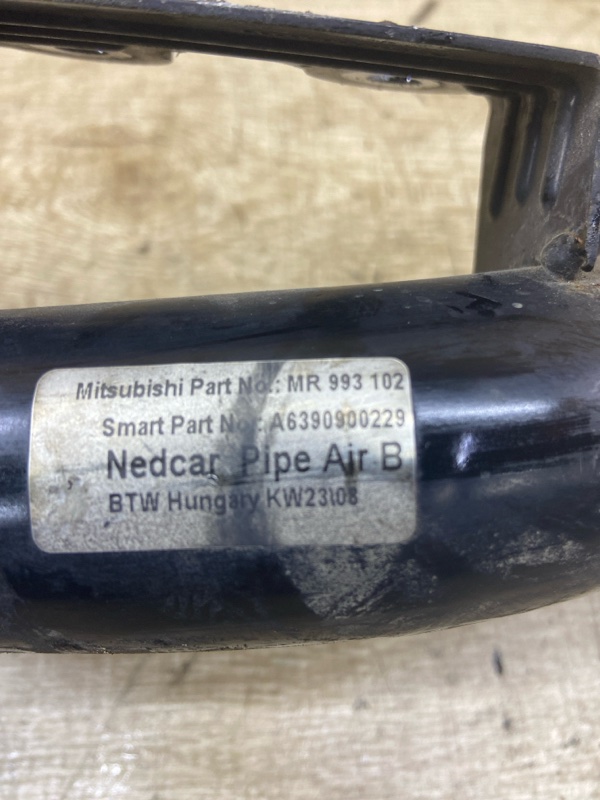 Mitsubishi Part No.: MR 993 102
Smart Part No.: A6390900229
Nedcar Pipe Air B
BTW Hungary KW23\08